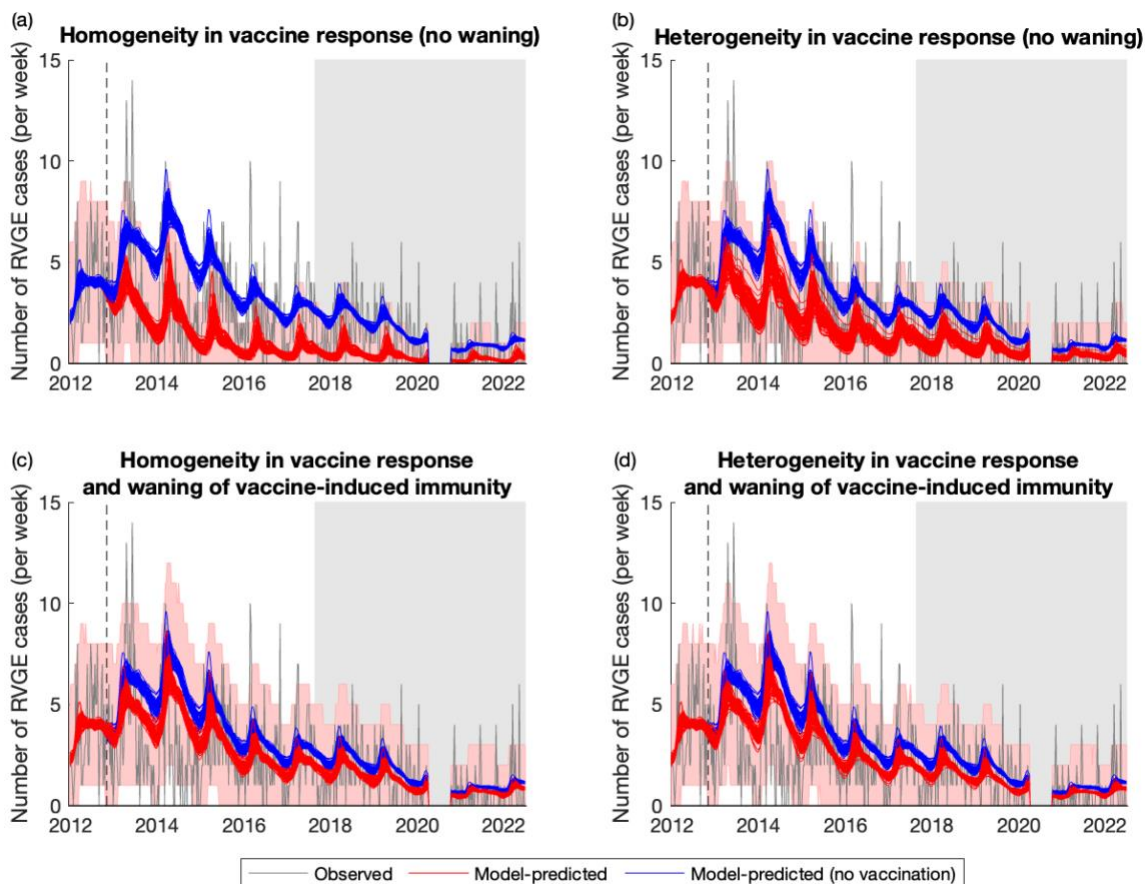 (a)
Homogeneity in vaccine response (no waning)
Number of RVGE cases (per week)
15
10
5
0
2012 2014 2016 2018 2020 2022
(b)
Heterogeneity in vaccine response (no waning)
Number of RVGE cases (per week)
15
10
5
0
2012 2014 2016 2018 2020 2022
(c)
Homogeneity in vaccine response
and waning of vaccine-induced immunity
Number of RVGE cases (per week)
15
10
5
0
2012 2014 2016 2018 2020 2022
(d)
Heterogeneity in vaccine response
and waning of vaccine-induced immunity
Number of RVGE cases (per week)
15
10
5
0
2012 2014 2016 2018 2020 2022
Observed Model-predicted Model-predicted (no vaccination)